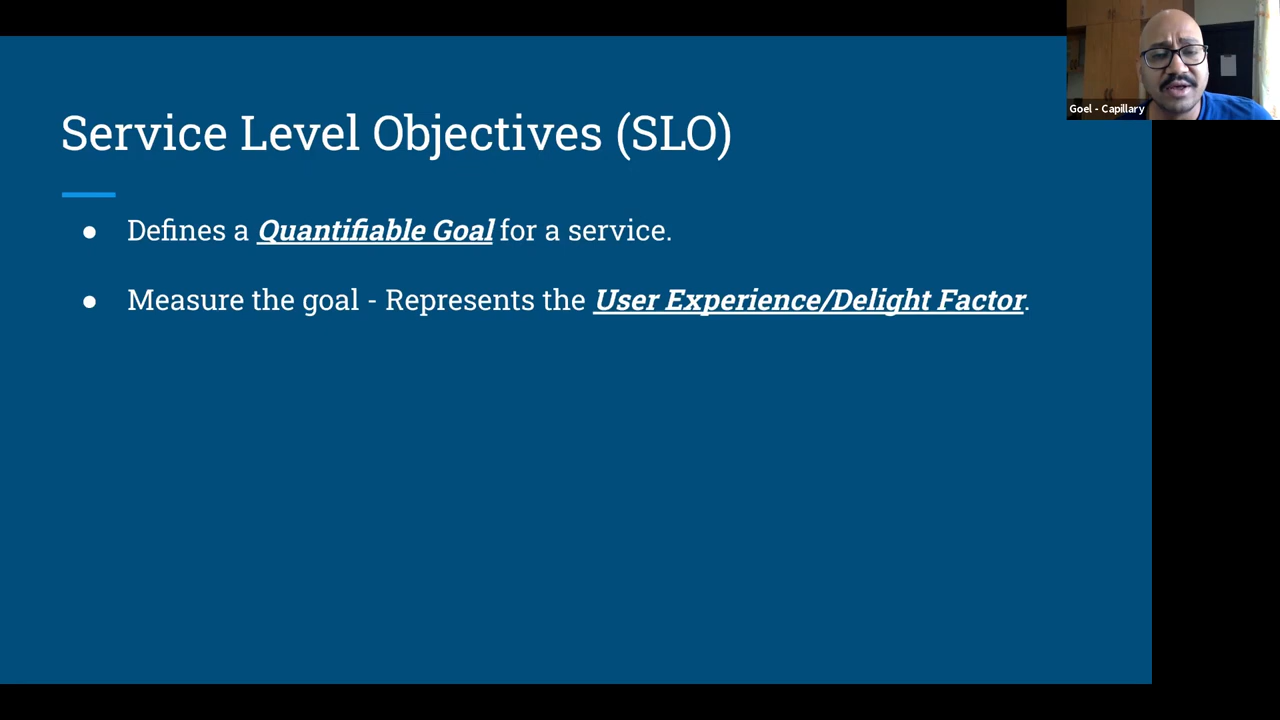 Service Level Objectives (SLO)
● Defines a Quantifiable Goal for a service.
● Measure the goal - Represents the User Experience/Delight Factor.
Goel - Capillary